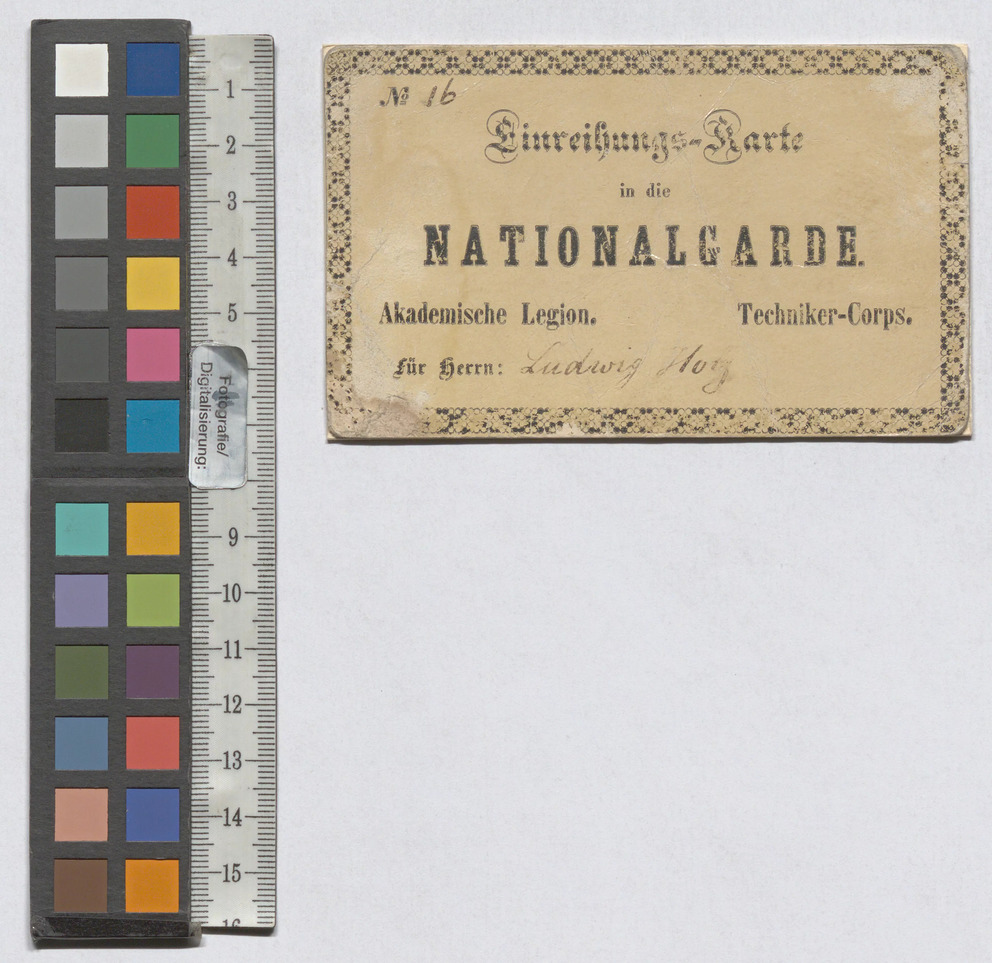 № 16
Einreihungs-Karte
in die
NATIONALGARDE.
Akademische Legion. Techniker-Corps.
für Herrn: Ludwig
1
2
3
4
5
Fotografie/
Digitalisierung:
9
10
11
12
13
14
15
16